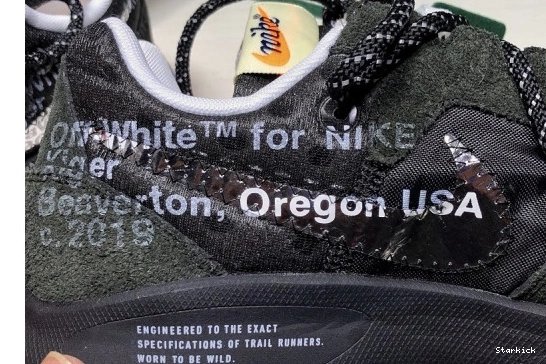 nike
Off-White™ for NIKE
Kiger
Beaverton, Oregon USA
c. 2019
ENGINEERED TO THE EXACT
SPECIFICATIONS OF TRAIL RUNNERS.
WORN TO BE WILD.
Starkick